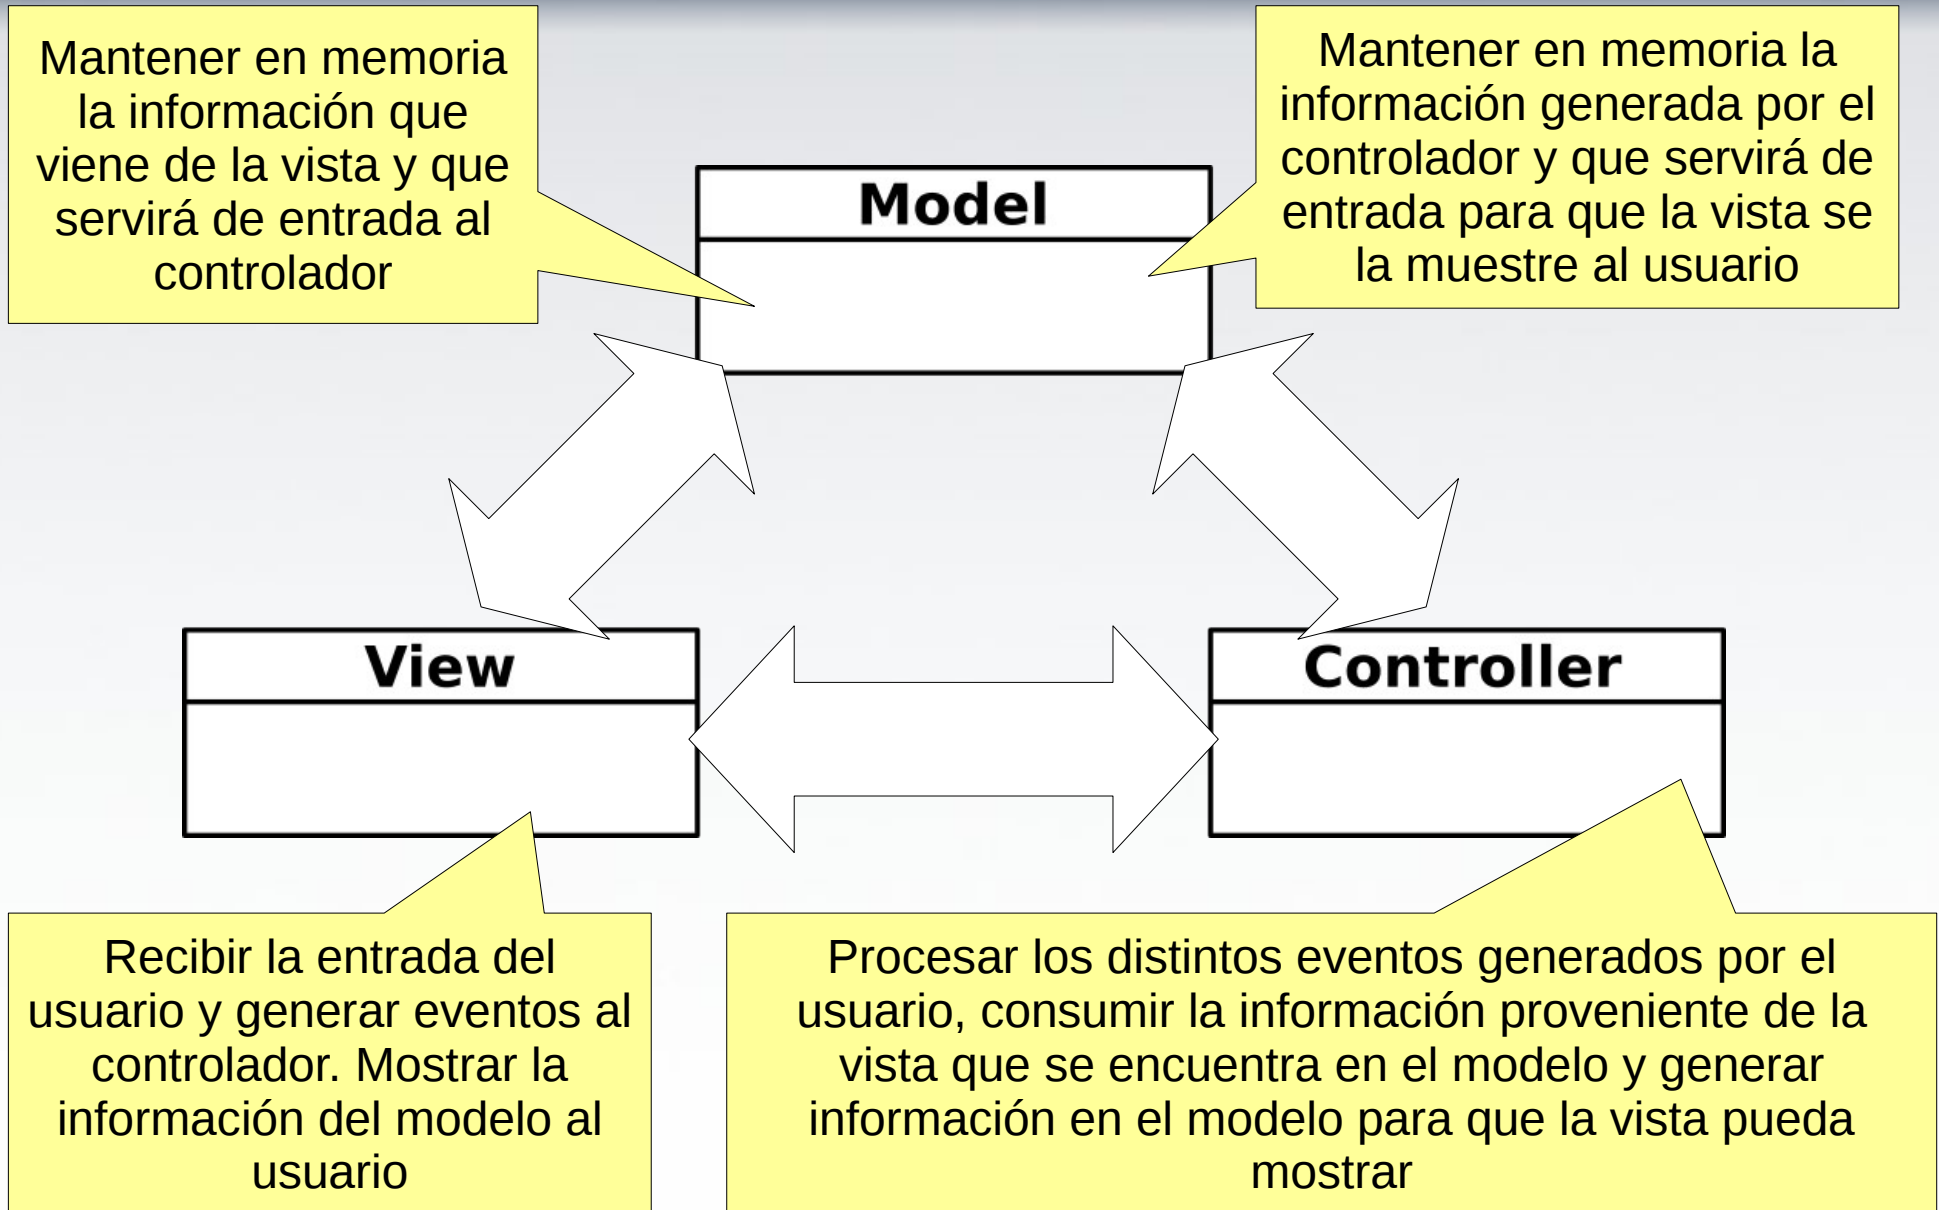 Mantener en memoria
la información que
viene de la vista y que
servirá de entrada al
controlador
Mantener en memoria la
información generada por el
controlador y que servirá de
entrada para que la vista se
la muestre al usuario
Model
View
Controller
Recibir la entrada del
usuario y generar eventos al
controlador. Mostrar la
información del modelo al
usuario
Procesar los distintos eventos generados por el
usuario, consumir la información proveniente de la
vista que se encuentra en el modelo y generar
información en el modelo para que la vista pueda
mostrar